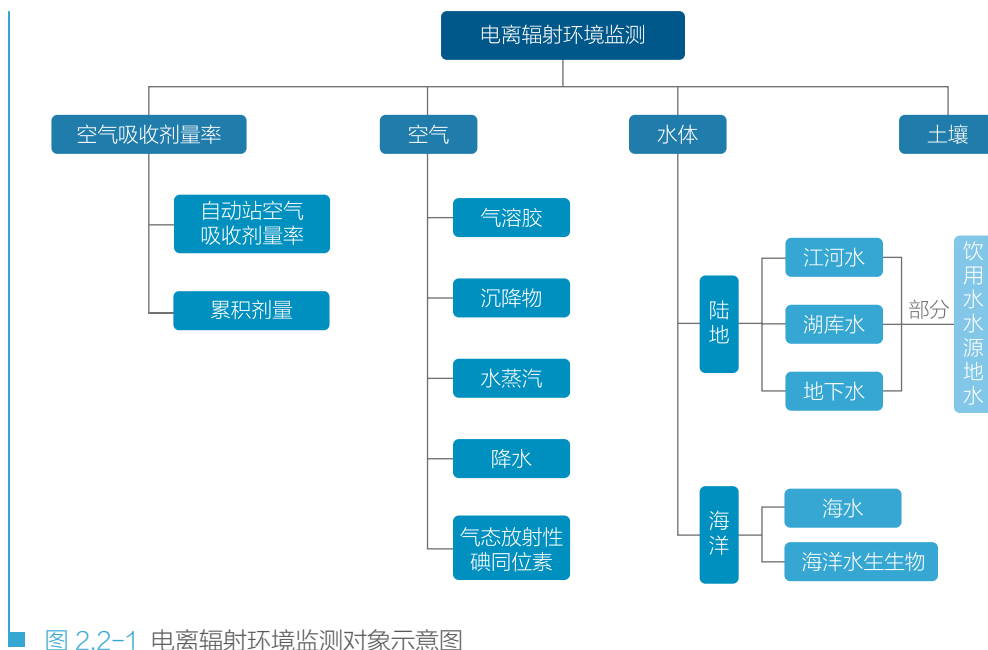 电离辐射环境监测
空气吸收剂量率
空气
水体
土壤
自动站空气
吸收剂量率
累积剂量
气溶胶
沉降物
水蒸汽
降水
气态放射性
碘同位素
陆地
江河水
湖库水
地下水
部分
饮用水水源地水
海洋
海水
海洋水生生物
图 2.2-1 电离辐射环境监测对象示意图